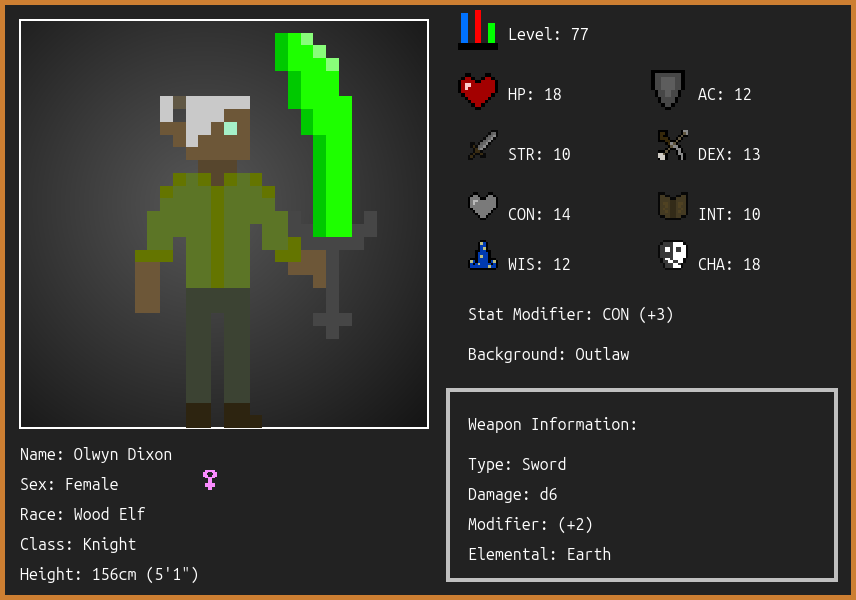 Level: 77
HP: 18
AC: 12
STR: 10
DEX: 13
CON: 14
INT: 10
WIS: 12
CHA: 18
Stat Modifier: CON (+3)
Background: Outlaw
Weapon Information:
Type: Sword
Damage: d6
Modifier: (+2)
Elemental: Earth
Name: Olwyn Dixon
Sex: Female
Race: Wood Elf
Class: Knight
Height: 156cm (5'1")